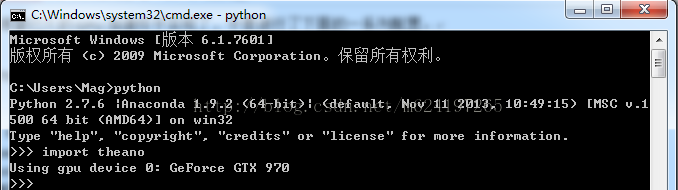 C:\Windows\system32\cmd.exe - python
Microsoft Windows [版本 6.1.7601]
版权所有 (c) 2009 Microsoft Corporation。保留所有权利。
C:\Users\Mag>python
Python 2.7.6 |Anaconda 1.9.2 (64-bit)| (default, Nov 11 2013, 10:49:15) [MSC v.1
500 64 bit (AMD64)] on win32
Type "help", "copyright", "credits" or "license" for more information.
>>> import theano
Using gpu device 0: GeForce GTX 970
>>>